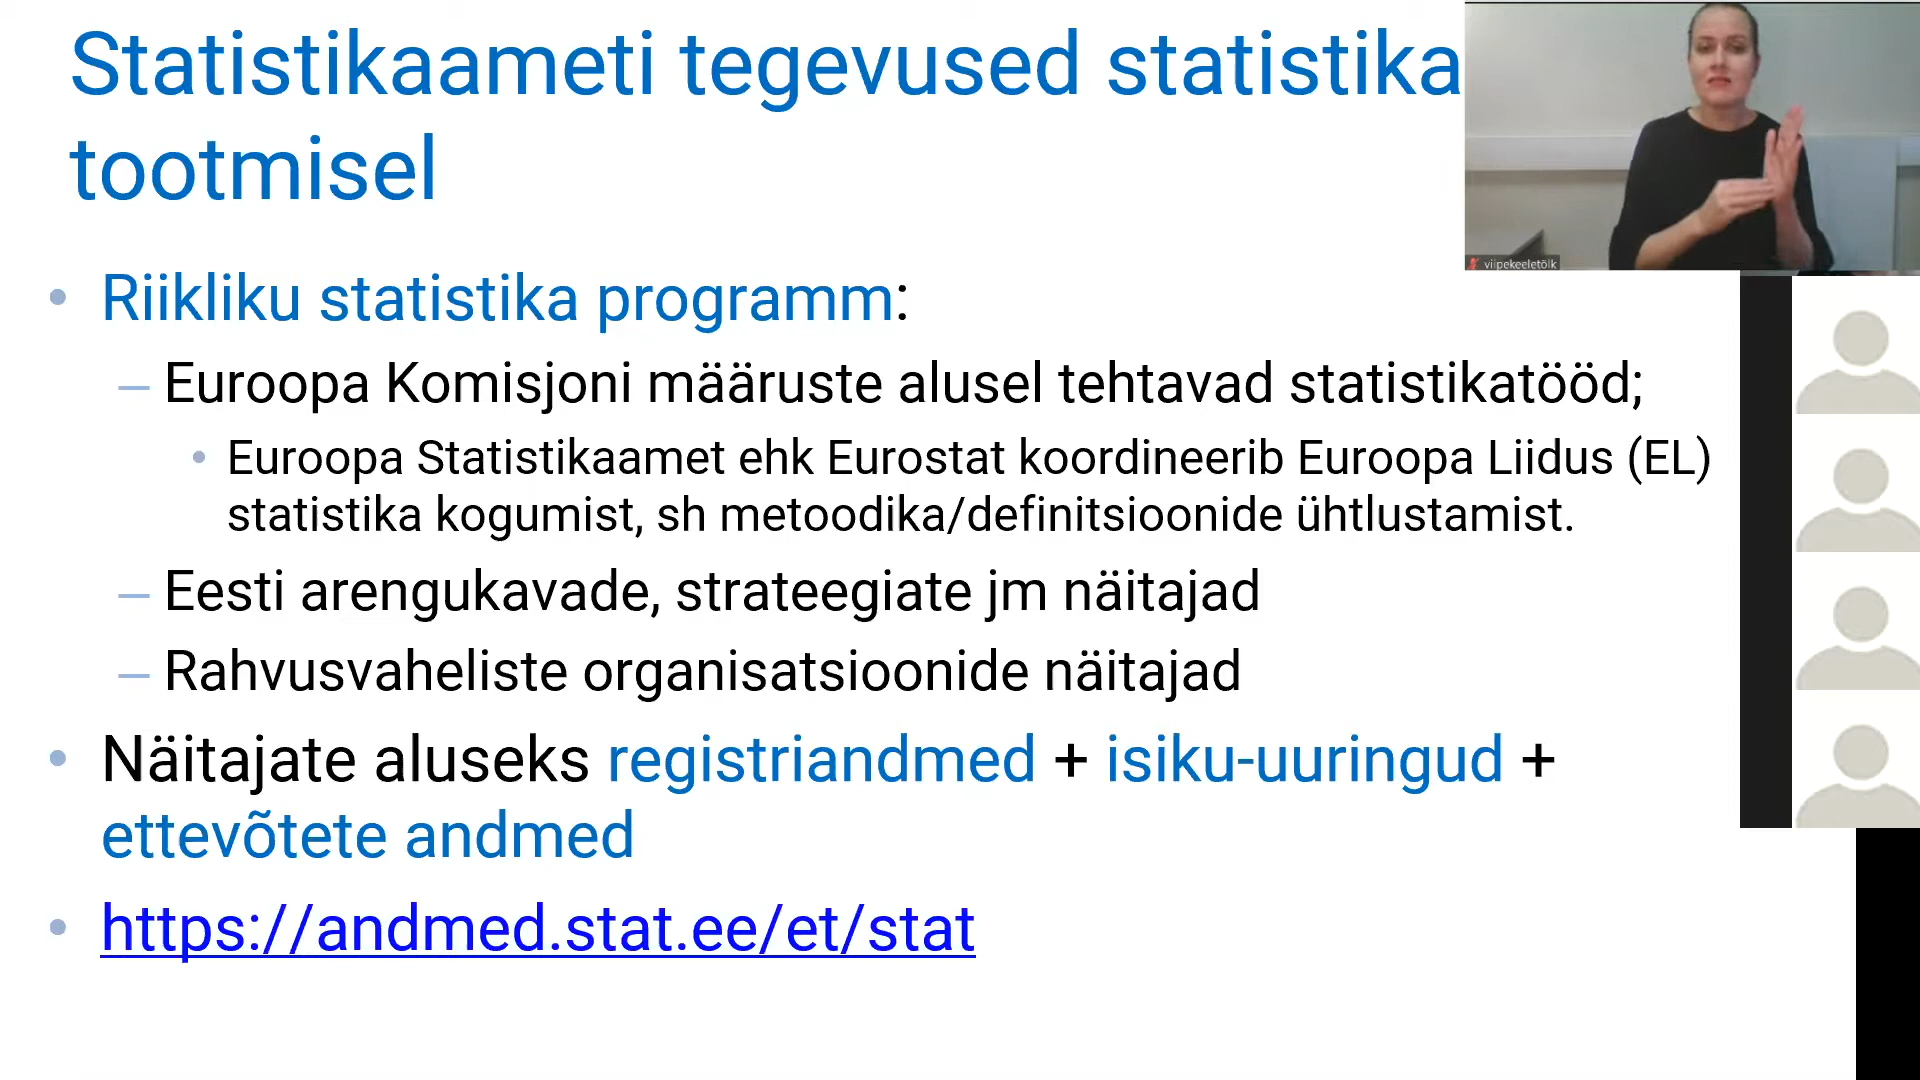 Statistikaameti tegevused statistika
tootmisel
viipekeeletõlk
• Riikliku statistika programm:
– Euroopa Komisjoni määruste alusel tehtavad statistikatööd;
• Euroopa Statistikaamet ehk Eurostat koordineerib Euroopa Liidus (EL)
statistika kogumist, sh metoodika/definitsioonide ühtlustamist.
– Eesti arengukavade, strateegiate jm näitajad
– Rahvusvaheliste organisatsioonide näitajad
• Näitajate aluseks registriandmed + isiku-uuringud +
ettevõtete andmed
• https://andmed.stat.ee/et/stat